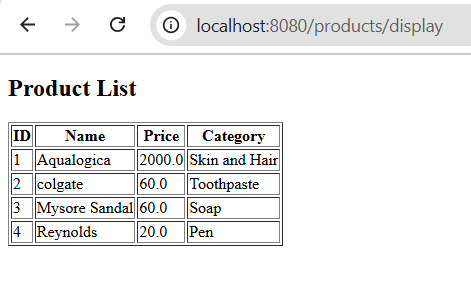 localhost:8080/products/display
Product List
ID Name Price Category
1 Aqualogica 2000.0 Skin and Hair
2 colgate 60.0 Toothpaste
3 Mysore Sandal 60.0 Soap
4 Reynolds 20.0 Pen